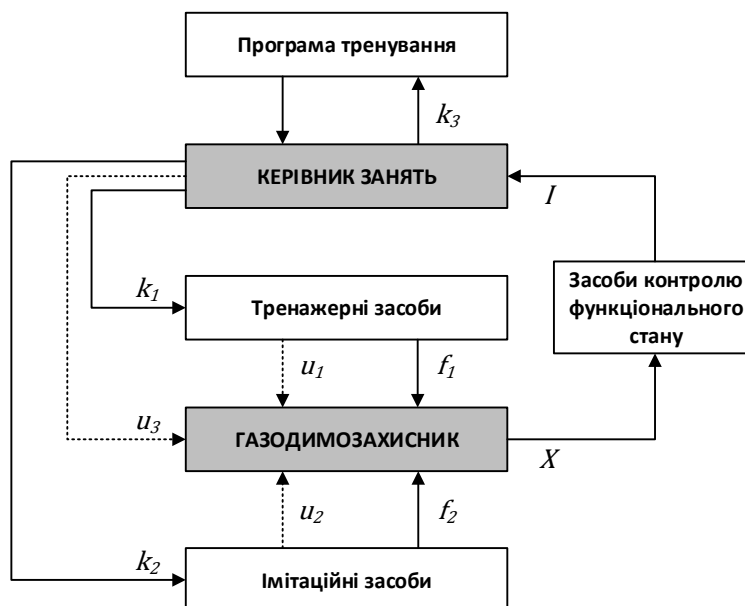 Програма тренування
k3
КЕРІВНИК ЗАНЯТЬ
I
k1
Тренажерні засоби
Засоби контролю
функціонального
стану
u1
f1
u3
ГАЗОДИМОЗАХИСНИК
X
u2
f2
k2
Імітаційні засоби